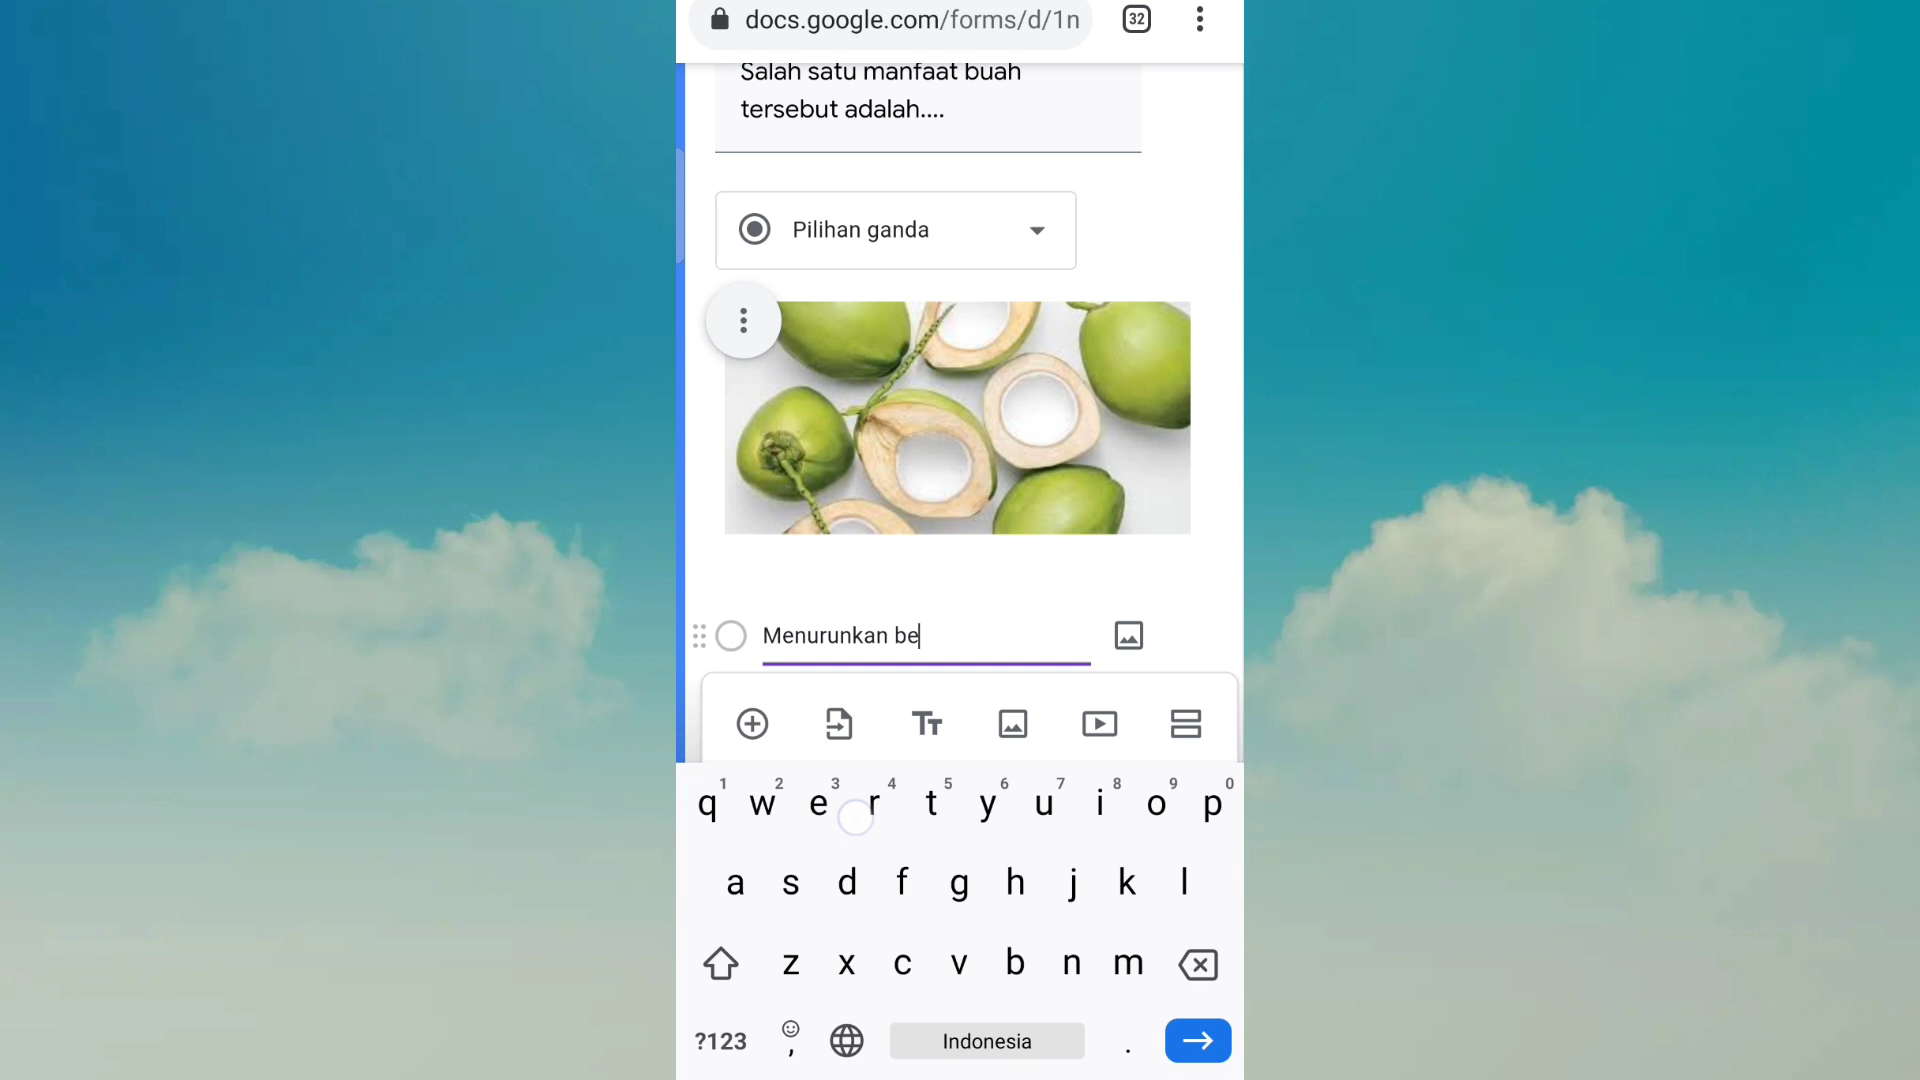 docs.google.com/forms/d/1n
32
Salah satu manfaat buah
tersebut adalah....
Pilihan ganda
Menurunkan be
1 2 3 4 5 6 7 8 9 0
q w e r t y u i o p
a s d f g h j k l
z x c v b n m
?123 , Indonesia .